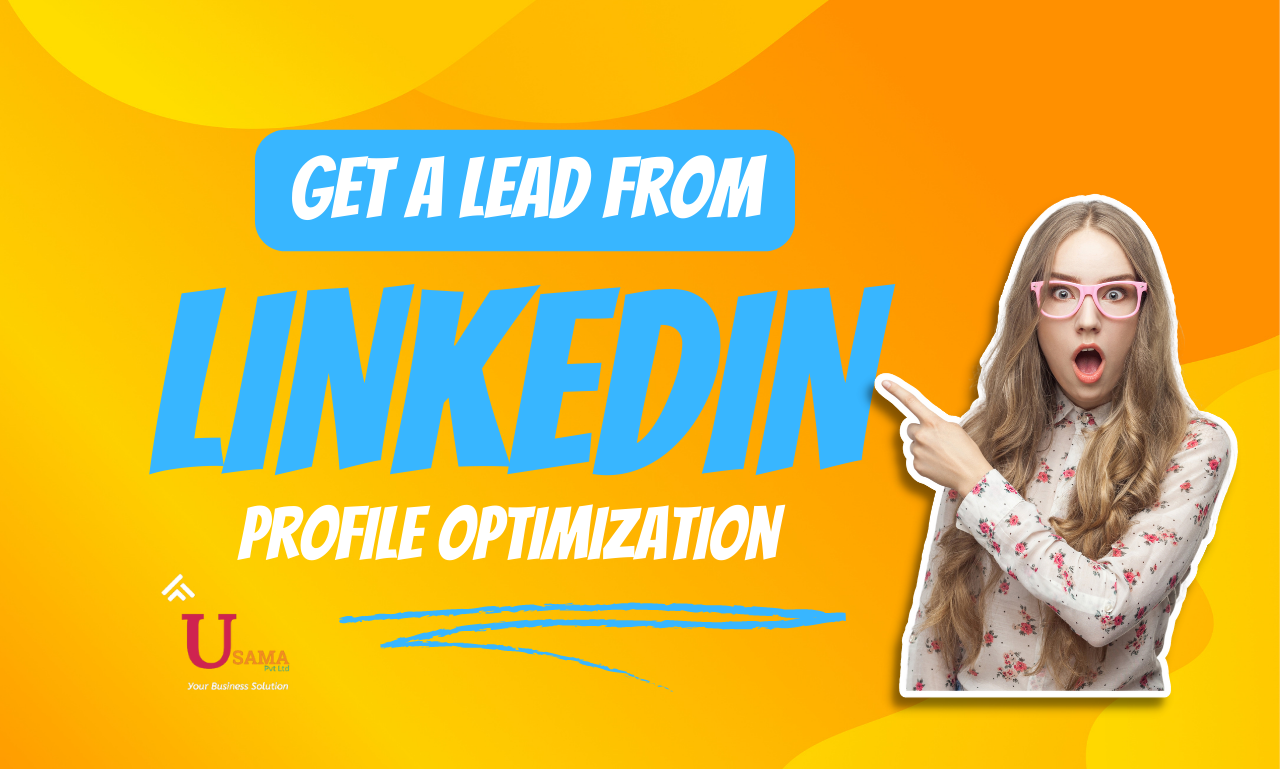 GET A LEAD FROM
LINKEDIN
PROFILE OPTIMIZATION
USAMA
Pvt Ltd
Your Business Solution